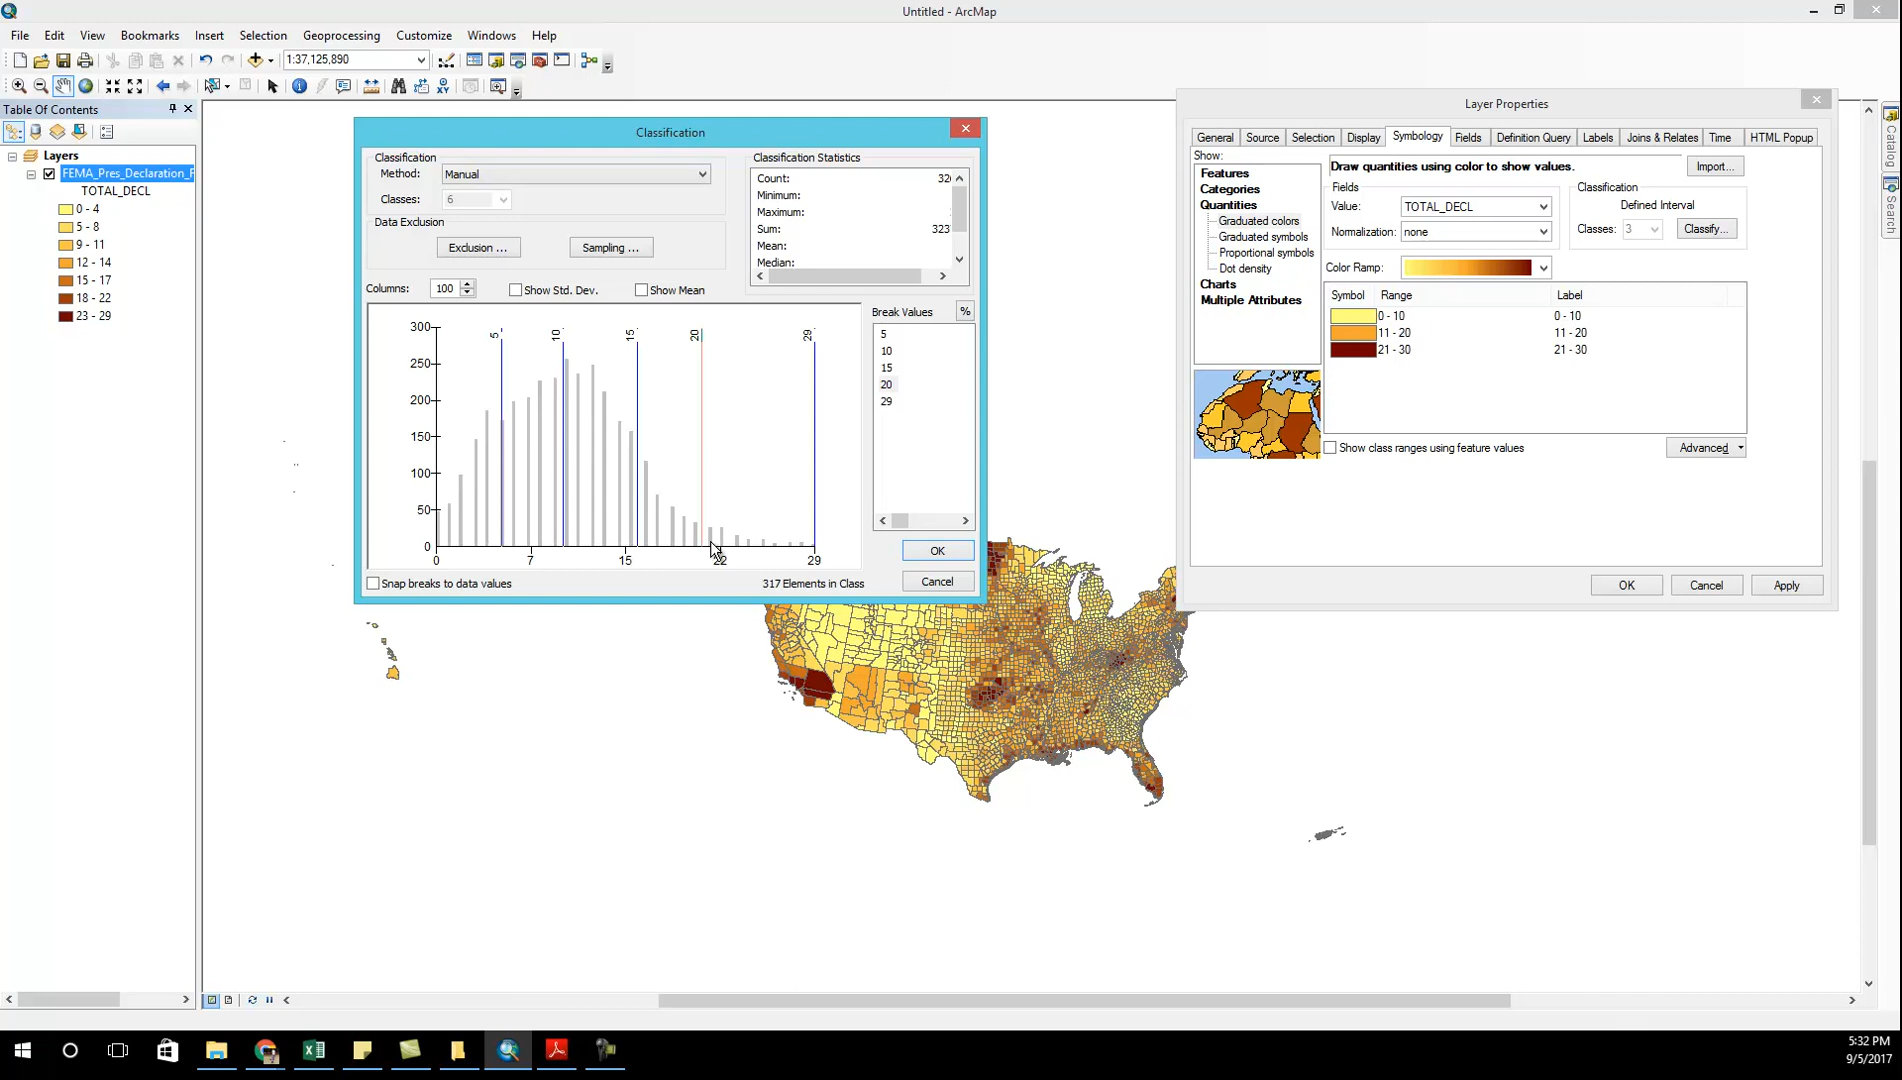 Untitled - ArcMap
File Edit View Bookmarks Insert Selection Geoprocessing Customize Windows Help
1:37,125,890
Table Of Contents
Layers
FEMA_Pres_Declaration_F
TOTAL_DECL
0 - 4
5 - 8
9 - 11
12 - 14
15 - 17
18 - 22
23 - 29
Classification
Classification
Method: Manual
Classes: 6
Data Exclusion
Exclusion ... Sampling ...
Classification Statistics
Count: 320
Minimum:
Maximum:
Sum: 323
Mean:
Median:
Columns: 100 Show Std. Dev. Show Mean
Break Values %
5
10
15
20
29
300
250
200
150
100
50
0
5 10 15 20 29
0 7 15 22 29
Snap breaks to data values 317 Elements in Class
OK
Cancel
Layer Properties
General Source Selection Display Symbology Fields Definition Query Labels Joins & Relates Time HTML Popup
Show:
Features
Categories
Quantities
Graduated colors
Graduated symbols
Proportional symbols
Dot density
Charts
Multiple Attributes
Draw quantities using color to show values. Import...
Fields
Value: TOTAL_DECL
Normalization: none
Classification
Defined Interval
Classes: 3 Classify...
Color Ramp:
Symbol Range Label
0 - 10 0 - 10
11 - 20 11 - 20
21 - 30 21 - 30
Show class ranges using feature values Advanced
OK Cancel Apply
Catalog
Search
5:32 PM
9/5/2017